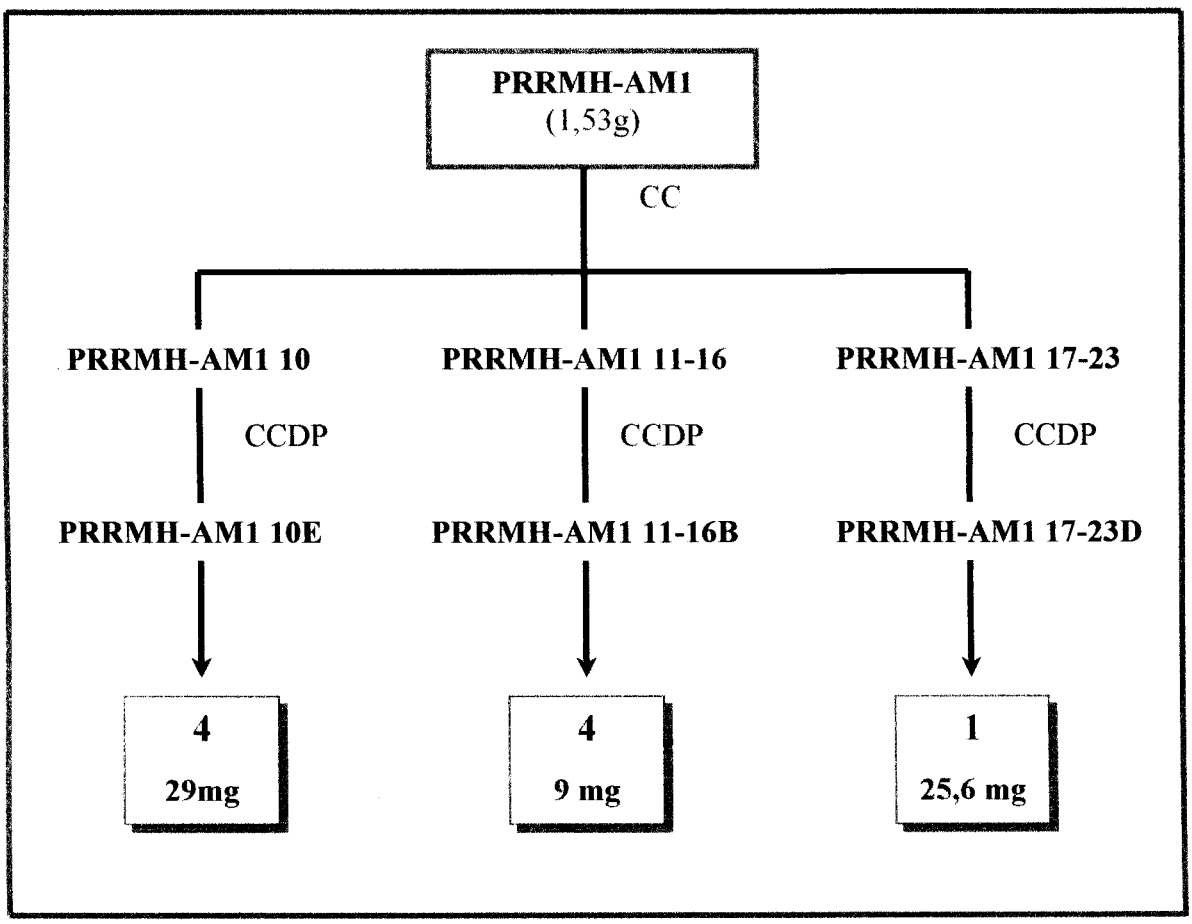 PRRMH-AM1
(1,53g)
CC
PRRMH-AM1 10
PRRMH-AM1 11-16
PRRMH-AM1 17-23
CCDP
CCDP
CCDP
PRRMH-AM1 10E
PRRMH-AM1 11-16B
PRRMH-AM1 17-23D
4
29mg
4
9 mg
1
25,6 mg